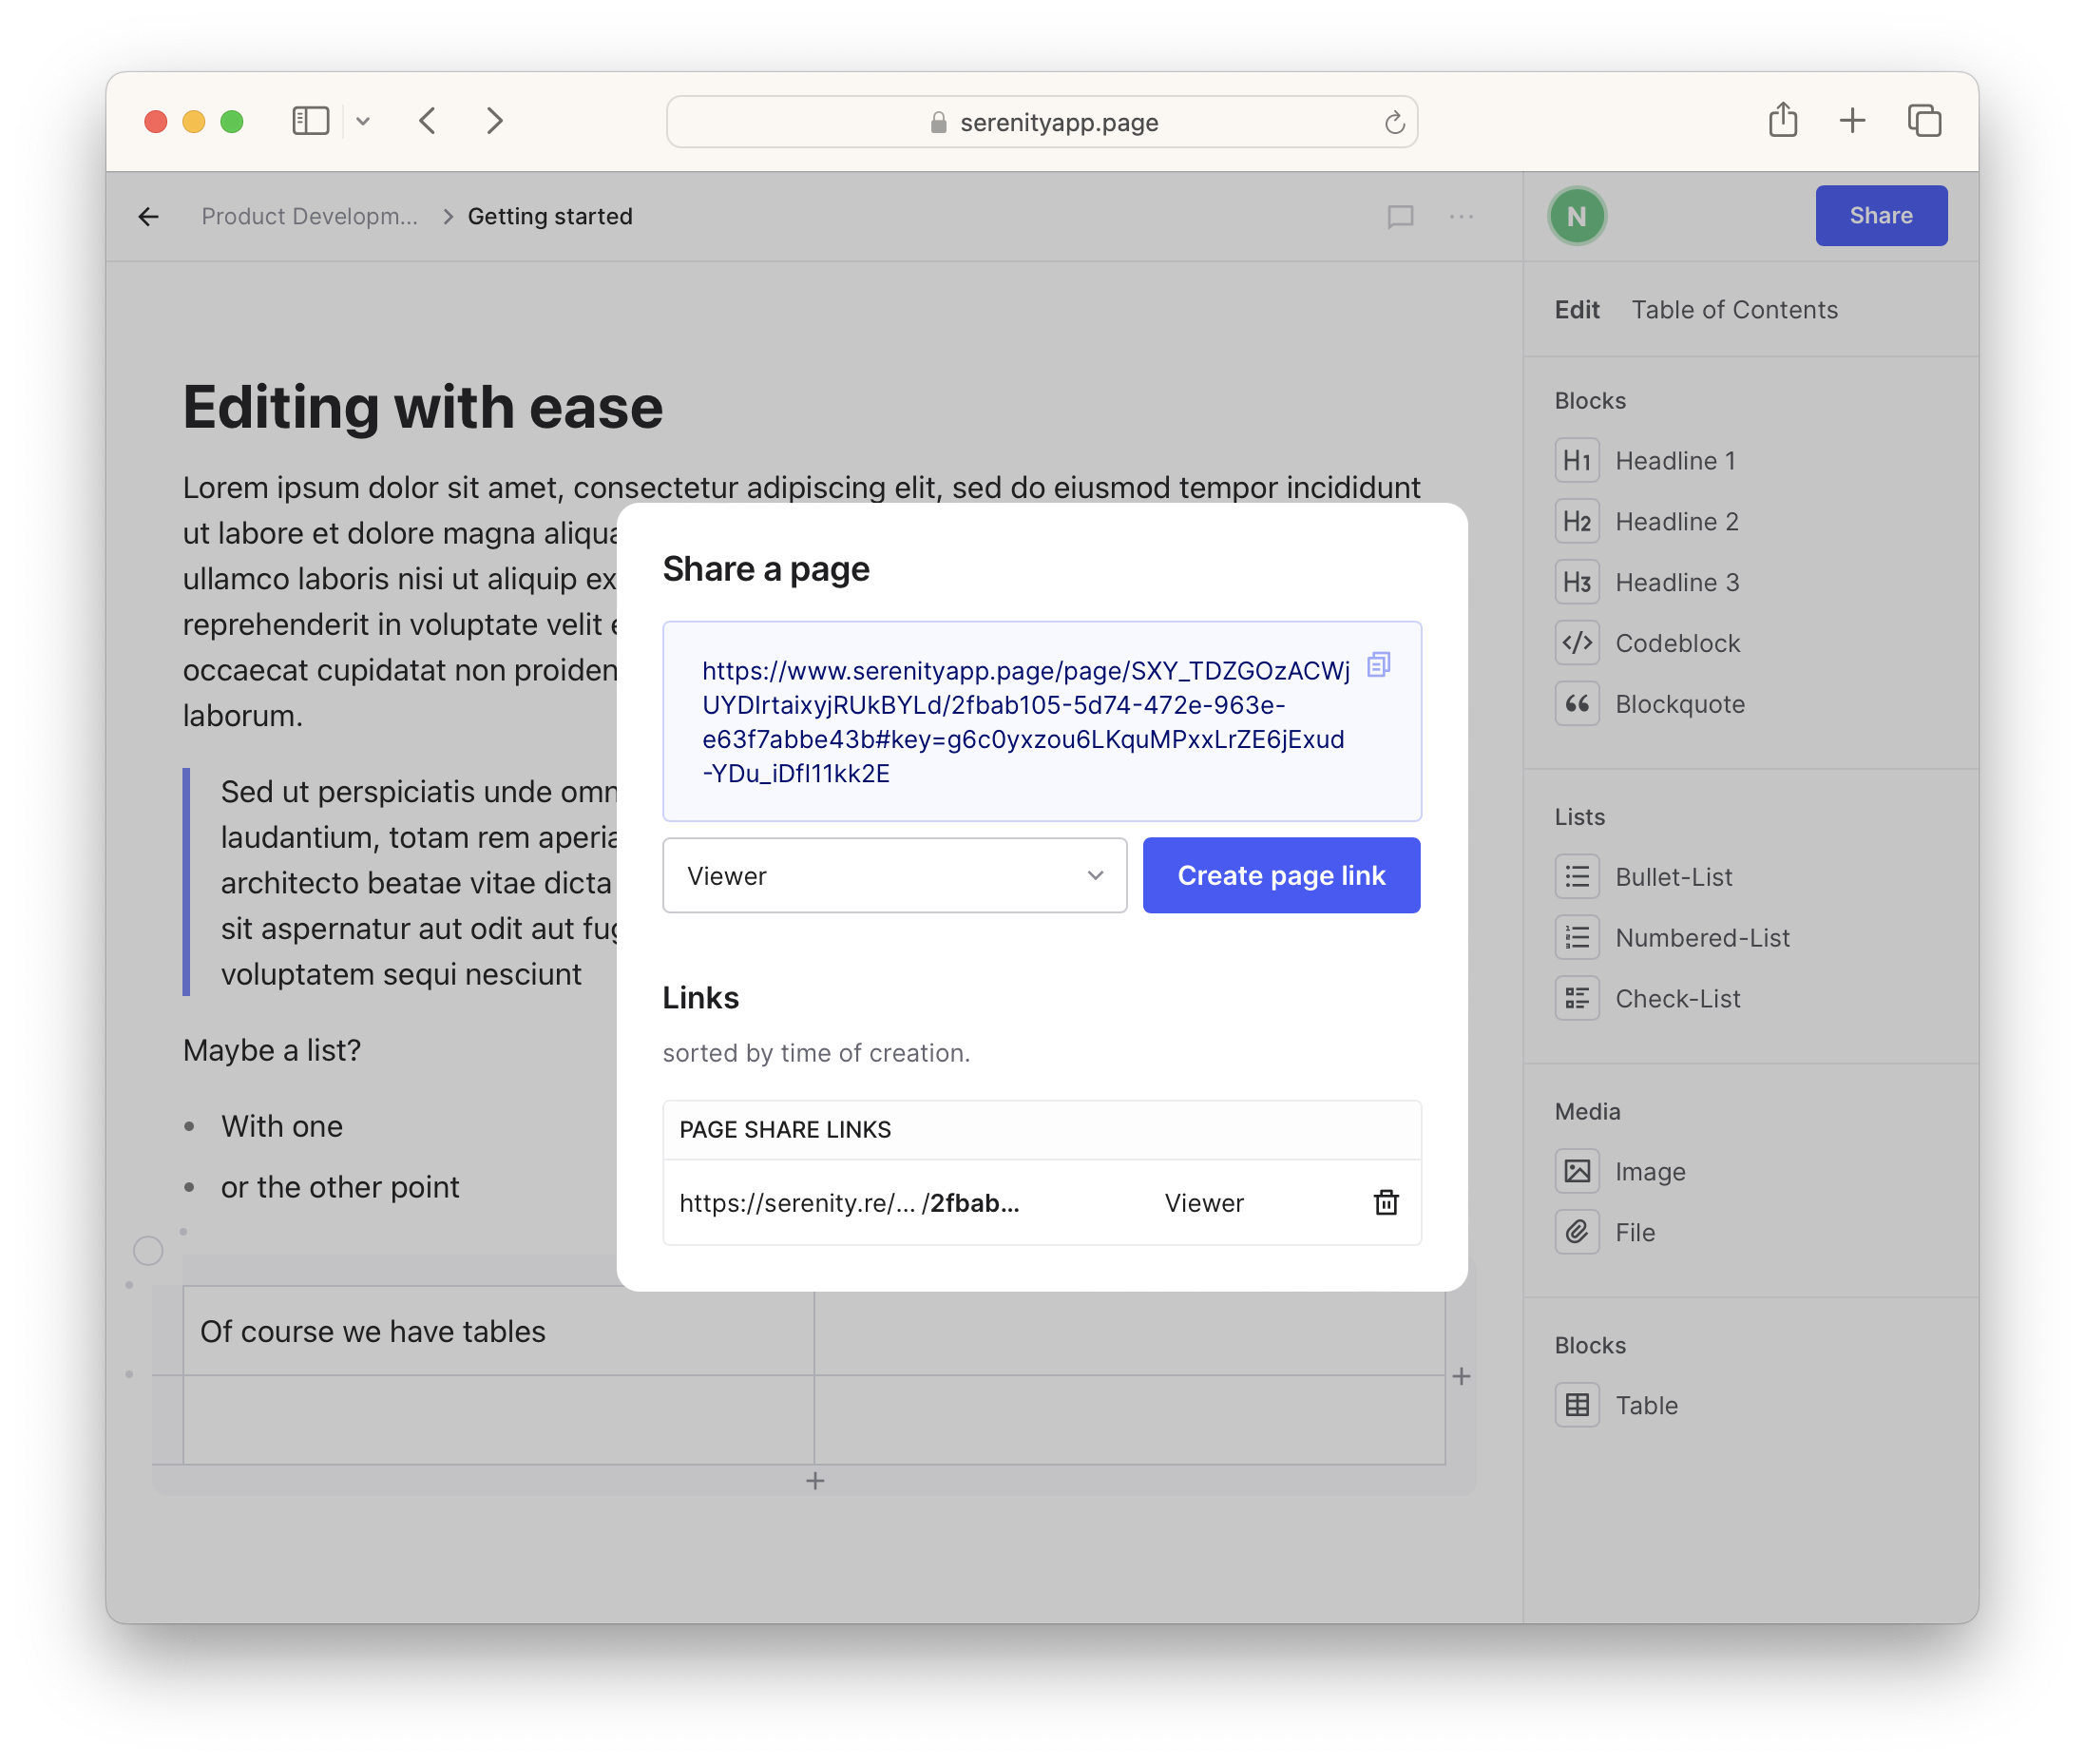 serenityapp.page
Product Developm... > Getting started
N
Share
Edit Table of Contents
Editing with ease
Lorem ipsum dolor sit amet, consectetur adipiscing elit, sed do eiusmod tempor incididunt
ut labore et dolore magna
ullamco laboris nisi ut aliquip ex
reprehenderit in voluptate velit
occaecat cupidatat non
laborum.
Sed ut perspiciatis unde
laudantium, totam rem
architecto beatae vitae dicta
sit aspernatur aut odit aut
voluptatem sequi nesciunt
Maybe a list?
• With one
• or the other point
Of course we have tables
+
+
Share a page
https://www.serenityapp.page/page/SXY_TDZGOzACWj
UYDIrtaixyjRUkBYLd/2fbab105-5d74-472e-963e-
e63f7abbe43b#key=g6c0yxzou6LKquMPxxLrZE6jExud
-YDu_iDfI11kk2E
Viewer
Create page link
Links
sorted by time of creation.
PAGE SHARE LINKS
https://serenity.re/... /2fbab... Viewer
Blocks
H1 Headline 1
H2 Headline 2
H3 Headline 3
</> Codeblock
Blockquote
Lists
Bullet-List
Numbered-List
Check-List
Media
Image
File
Blocks
Table